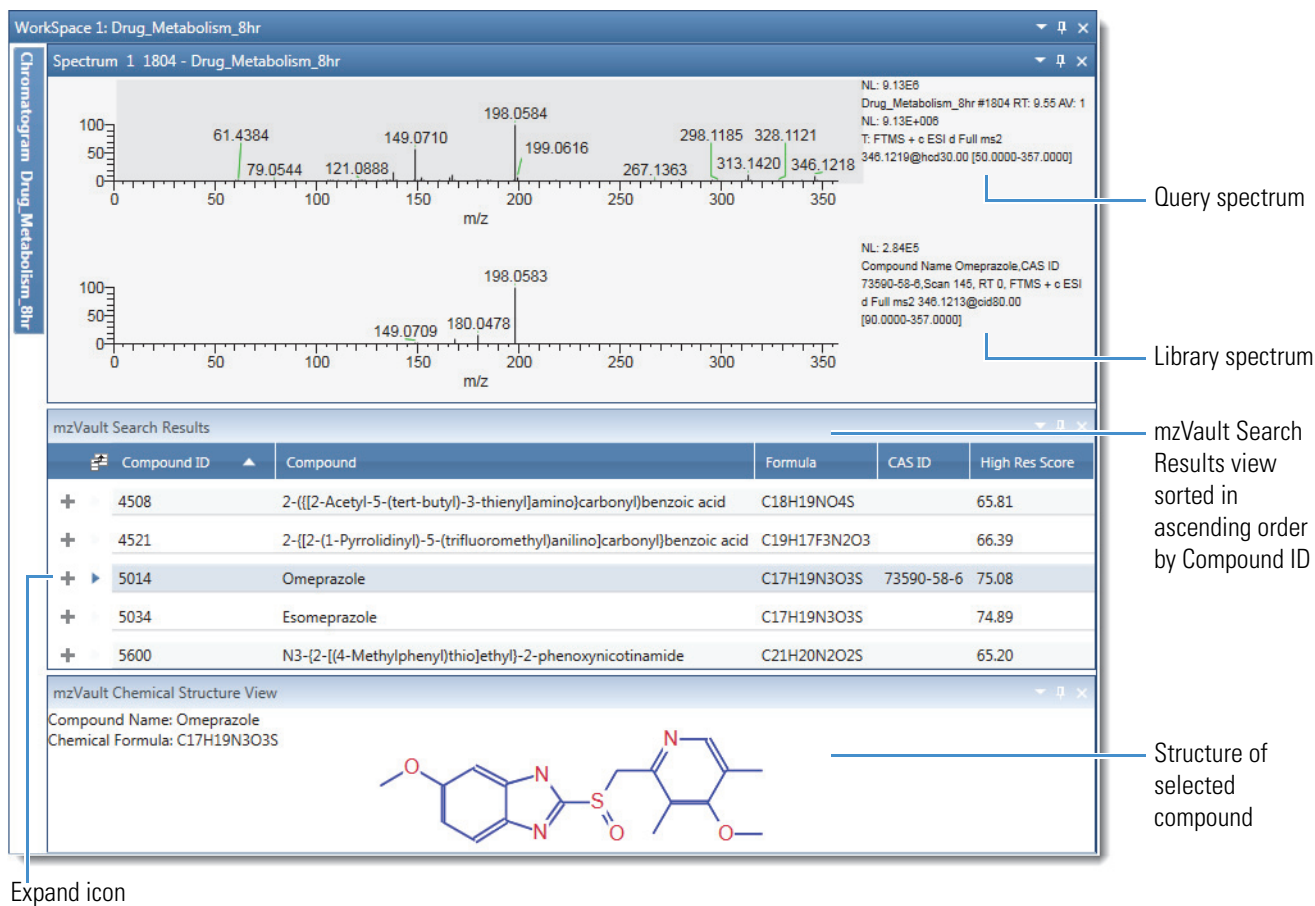 WorkSpace 1: Drug_Metabolism_8hr
Chromatogram Drug_Metabolism_8hr
Spectrum 1 1804 - Drug_Metabolism_8hr
NL: 9.13E6
Drug_Metabolism_8hr #1804 RT: 9.55 AV: 1
NL: 9.13E+006
T: FTMS + c ESI d Full ms2
346.1219@hcd30.00 [50.0000-357.0000]
198.0584
61.4384 149.0710 199.0616 298.1185 328.1121
79.0544 121.0888 267.1363 313.1420 346.1218
100
50
0
0 50 100 150 200 250 300 350
m/z
Query spectrum
NL: 2.84E5
Compound Name Omeprazole,CAS ID
73590-58-6,Scan 145, RT 0, FTMS + c ESI
d Full ms2 346.1213@cid80.00
[90.0000-357.0000]
198.0583
149.0709 180.0478
100
50
0
0 50 100 150 200 250 300 350
m/z
Library spectrum
mzVault Search Results
Compound ID Compound Formula CAS ID High Res Score
4508 2-({[2-Acetyl-5-(tert-butyl)-3-thienyl]amino}carbonyl)benzoic acid C18H19NO4S 65.81
4521 2-{[2-(1-Pyrrolidinyl)-5-(trifluoromethyl)anilino]carbonyl}benzoic acid C19H17F3N2O3 66.39
5014 Omeprazole C17H19N3O3S 73590-58-6 75.08
5034 Esomeprazole C17H19N3O3S 74.89
5600 N3-{2-[(4-Methylphenyl)thio]ethyl}-2-phenoxynicotinamide C21H20N2O2S 65.20
mzVault Search
Results view
sorted in
ascending order
by Compound ID
mzVault Chemical Structure View
Compound Name: Omeprazole
Chemical Formula: C17H19N3O3S
O N N S O N O
Structure of
selected
compound
Expand icon